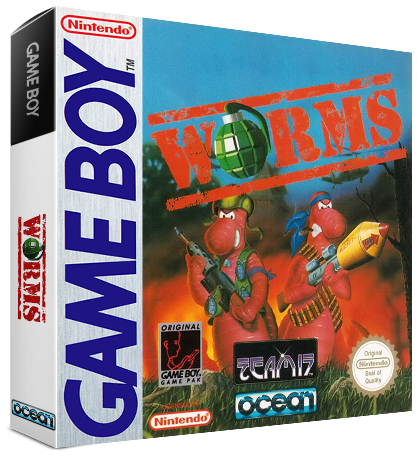 GAME BOY
WORMS
ocean
Nintendo
GAME BOY™
WORMS
ORIGINAL
GAME BOY
GAME PAK
Nintendo
TEAM17
ocean
Original
Nintendo
Seal of
Quality